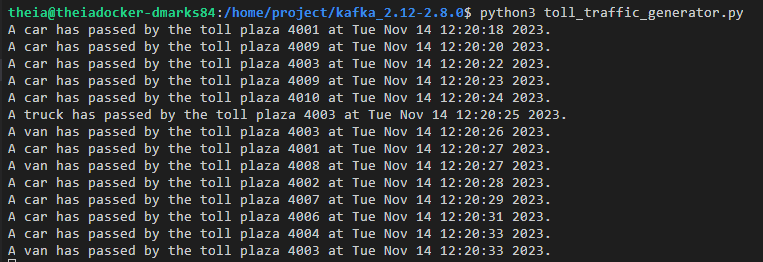 theia@theiadocker-dmarks84:/home/project/kafka_2.12-2.8.0$ python3 toll_traffic_generator.py
A car has passed by the toll plaza 4001 at Tue Nov 14 12:20:18 2023.
A car has passed by the toll plaza 4009 at Tue Nov 14 12:20:20 2023.
A car has passed by the toll plaza 4003 at Tue Nov 14 12:20:22 2023.
A car has passed by the toll plaza 4009 at Tue Nov 14 12:20:23 2023.
A car has passed by the toll plaza 4010 at Tue Nov 14 12:20:24 2023.
A truck has passed by the toll plaza 4003 at Tue Nov 14 12:20:25 2023.
A van has passed by the toll plaza 4003 at Tue Nov 14 12:20:26 2023.
A car has passed by the toll plaza 4001 at Tue Nov 14 12:20:27 2023.
A van has passed by the toll plaza 4008 at Tue Nov 14 12:20:27 2023.
A car has passed by the toll plaza 4002 at Tue Nov 14 12:20:28 2023.
A car has passed by the toll plaza 4007 at Tue Nov 14 12:20:29 2023.
A car has passed by the toll plaza 4006 at Tue Nov 14 12:20:31 2023.
A car has passed by the toll plaza 4004 at Tue Nov 14 12:20:33 2023.
A van has passed by the toll plaza 4003 at Tue Nov 14 12:20:33 2023.